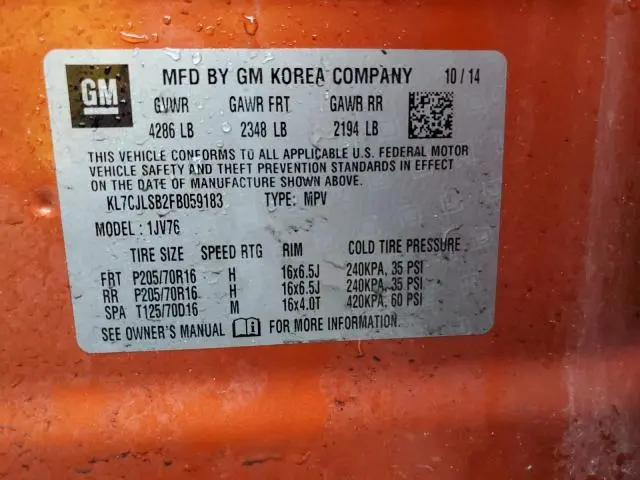 GM
MFD BY GM KOREA COMPANY 10/14
GVWR GAWR FRT GAWR RR
4286 LB 2348 LB 2194 LB
THIS VEHICLE CONFORMS TO ALL APPLICABLE U.S. FEDERAL MOTOR
VEHICLE SAFETY AND THEFT PREVENTION STANDARDS IN EFFECT
ON THE DATE OF MANUFACTURE SHOWN ABOVE.
KL7CJLSB2FB059183 TYPE: MPV
MODEL: 1JV76
TIRE SIZE SPEED RTG RIM COLD TIRE PRESSURE
FRT P205/70R16 H 16x6.5J 240KPA, 35 PSI
RR P205/70R16 H 16x6.5J 240KPA, 35 PSI
SPA T125/70D16 M 16x4.0T 420KPA, 60 PSI
SEE OWNER'S MANUAL FOR MORE INFORMATION.